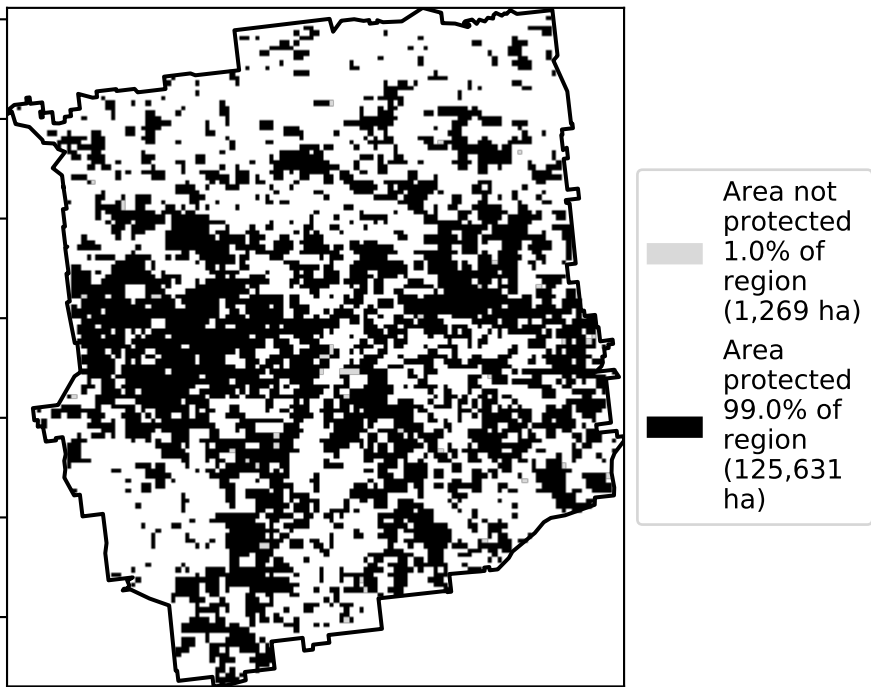 Area not
protected
1.0% of
region
(1,269 ha)
Area
protected
99.0% of
region
(125,631
ha)